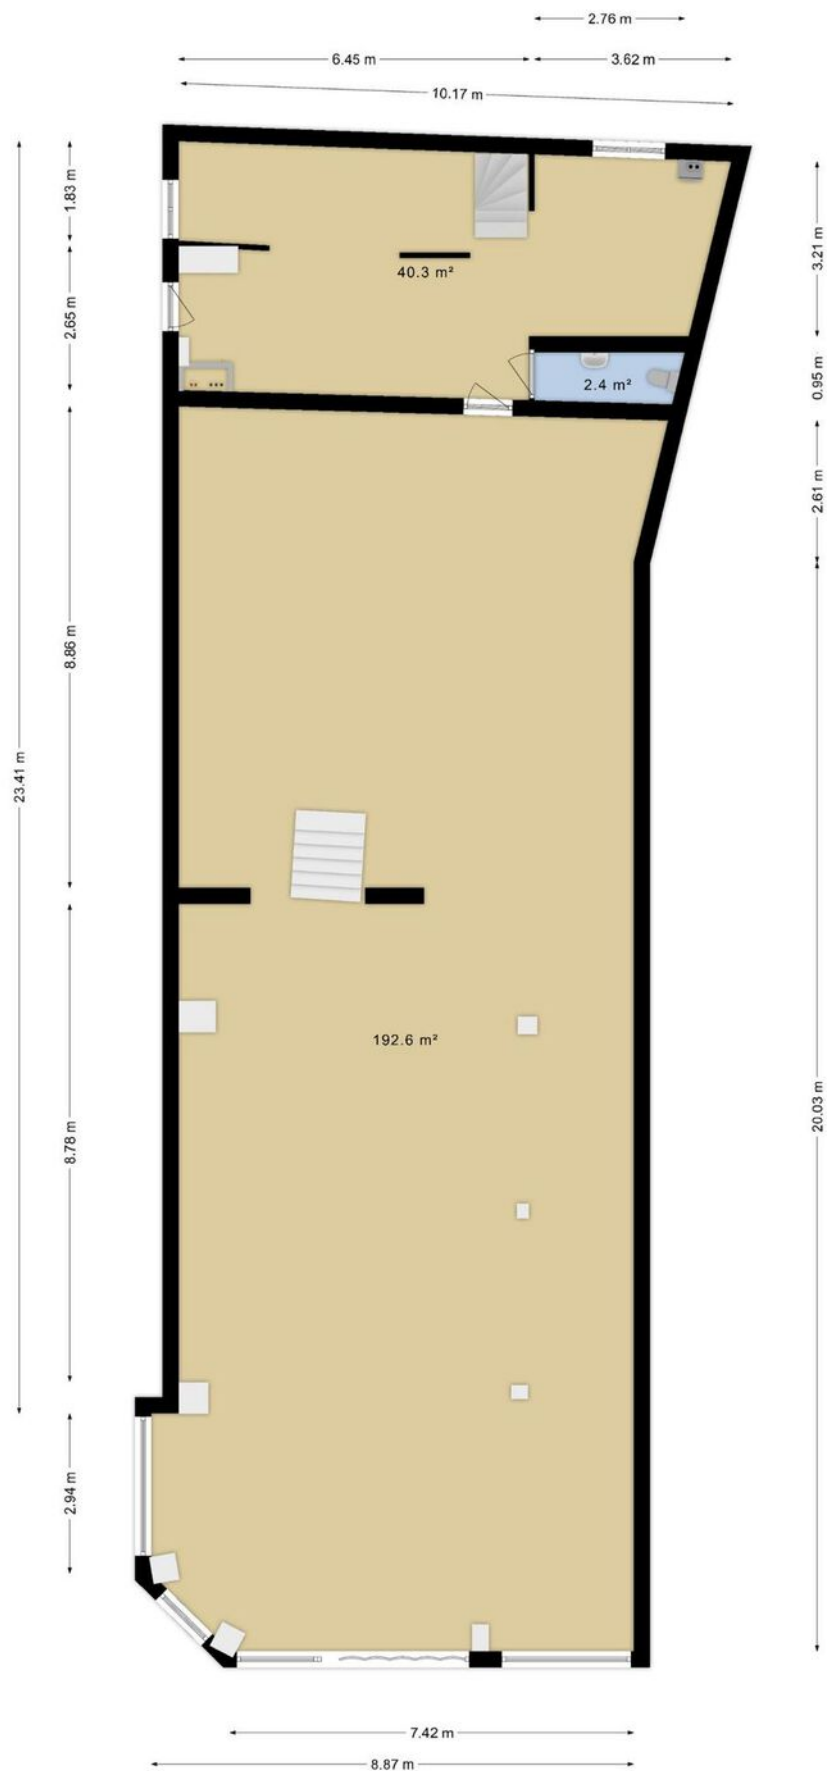 2.76 m
6.45 m
3.62 m
10.17 m
1.83 m
3.21 m
40.3 m²
2.65 m
0.95 m
2.4 m²
2.61 m
8.86 m
23.41 m
192.6 m²
20.03 m
8.78 m
2.94 m
7.42 m
8.87 m